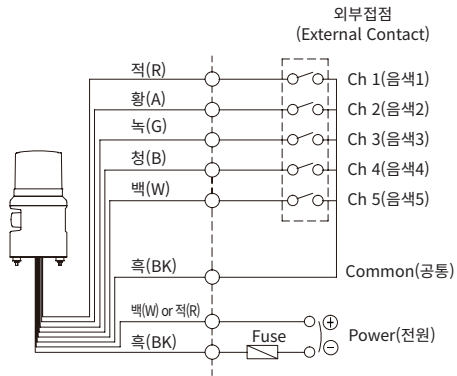 외부접점
(External Contact)
적(R)
Ch 1(음색1)
황(A)
Ch 2(음색2)
녹(G)
Ch 3(음색3)
청(B)
Ch 4(음색4)
백(W)
Ch 5(음색5)
흑(BK)
Common(공통)
백(W) or 적(R)
⊕
Fuse
Power(전원)
흑(BK)
⊖